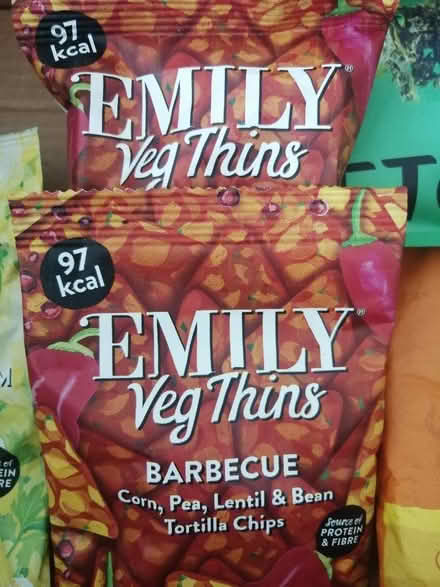 97
kcal
EMILY®
Veg Thins
97
kcal
EMILY®
Veg Thins
BARBECUE
Corn, Pea, Lentil & Bean
Tortilla Chips
Source of
PROTEIN
& FIBRE